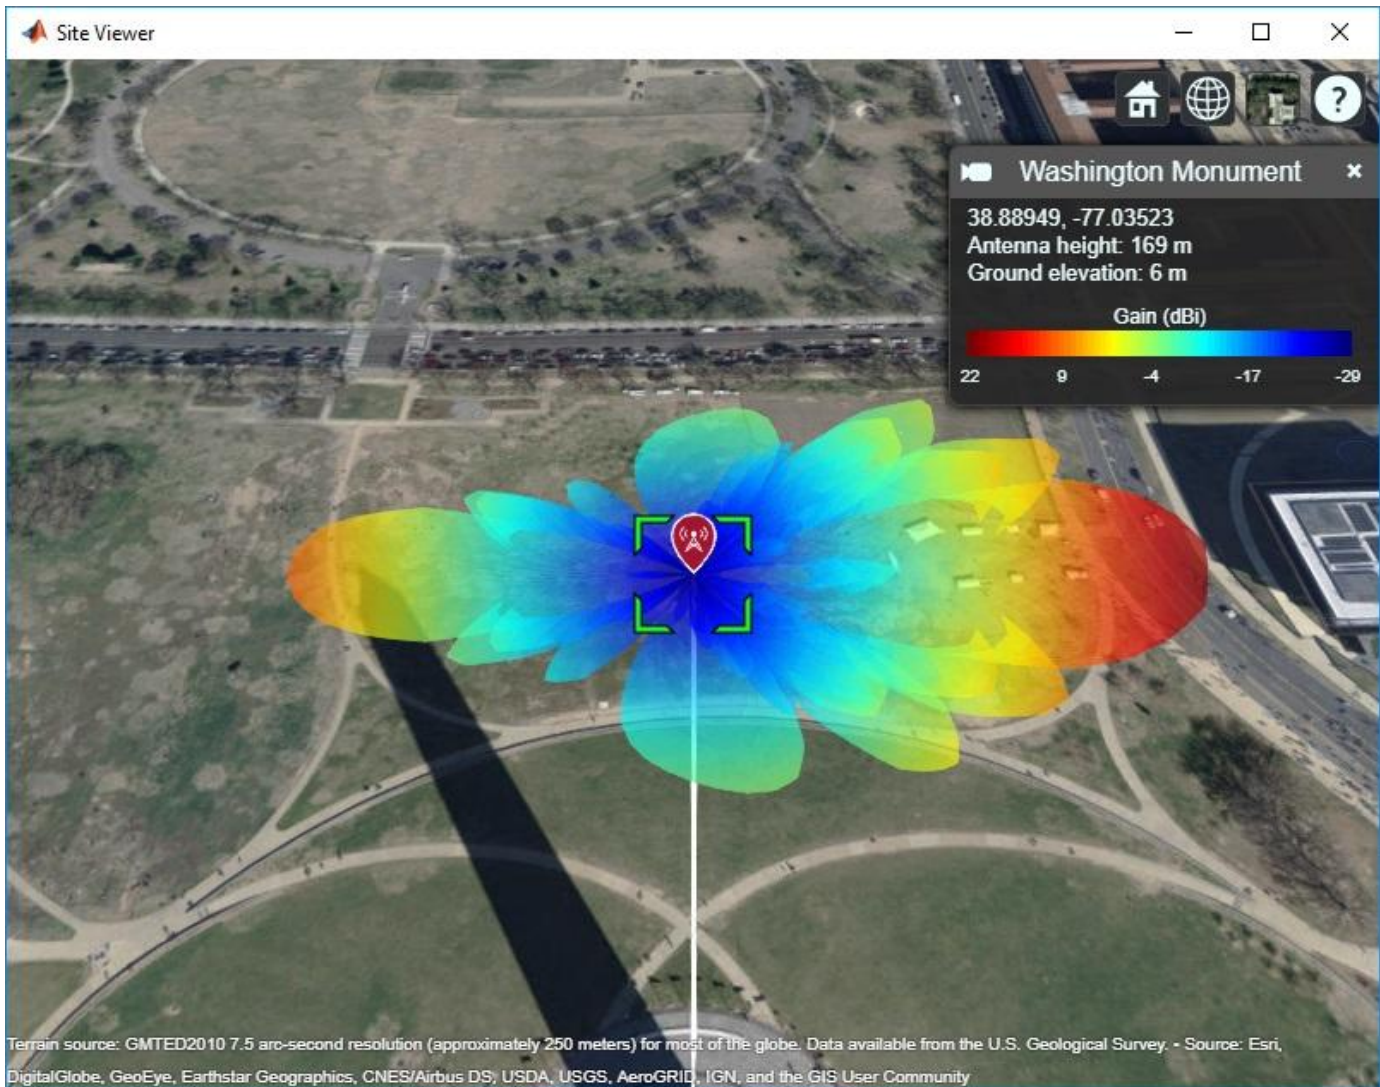 Site Viewer
?
Washington Monument
38.88949, -77.03523
Antenna height: 169 m
Ground elevation: 6 m
Gain (dBi)
22 9 -4 -17 -29
Terrain source: GMTED2010 7.5 arc-second resolution (approximately 250 meters) for most of the globe. Data available from the U.S. Geological Survey. - Source: Esri,
DigitalGlobe, GeoEye, Earthstar Geographics, CNES/Airbus DS, USDA, USGS, AeroGRID, IGN, and the GIS User Community